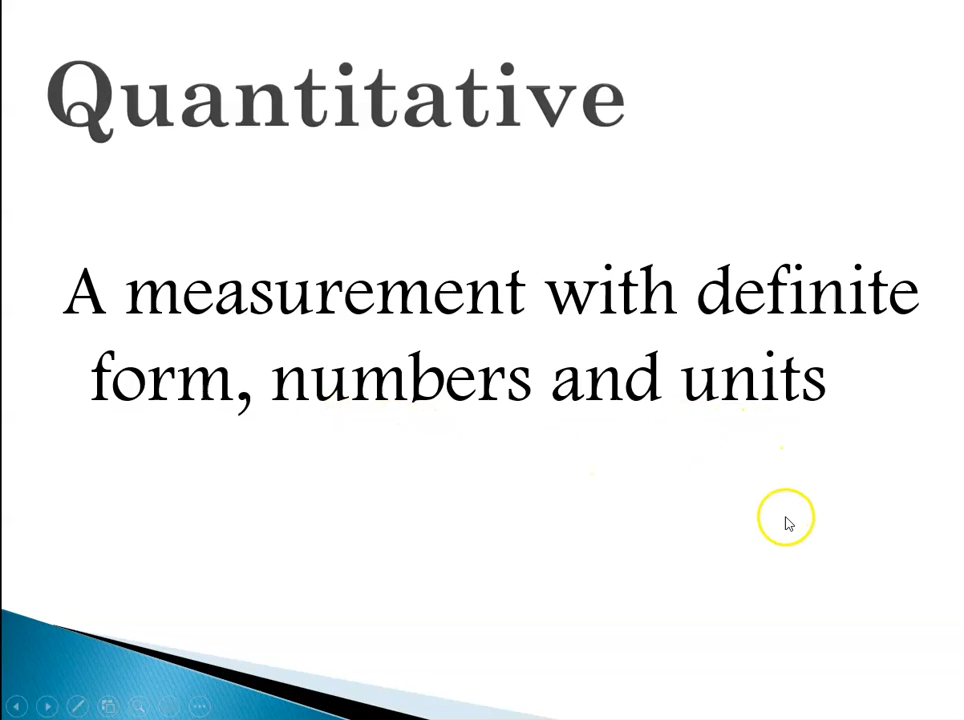 Quantitative
A measurement with definite
form, numbers and units